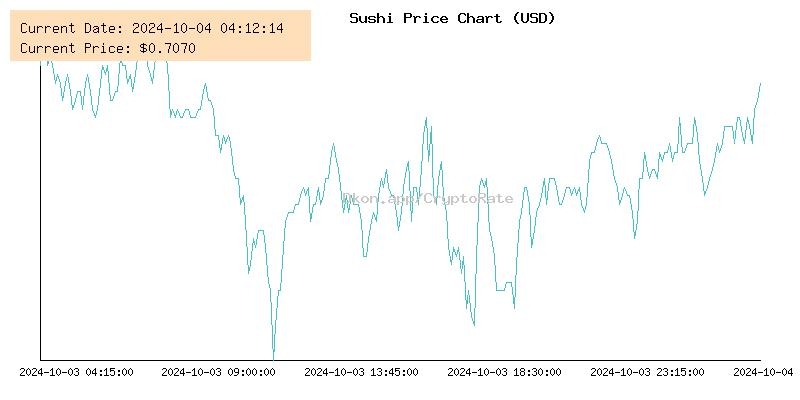 Sushi Price Chart (USD)
Current Date: 2024-10-04 04:12:14
Current Price: $0.7070
Pkon.app/CryptoRate
2024-10-03 04:15:00 2024-10-03 09:00:00 2024-10-03 13:45:00 2024-10-03 18:30:00 2024-10-03 23:15:00 2024-10-04